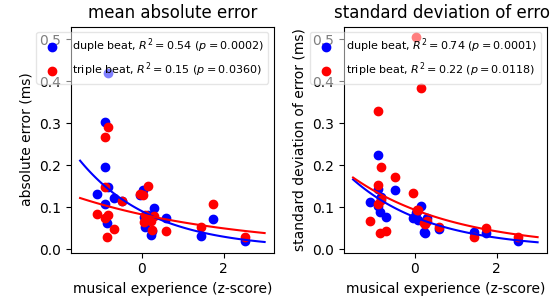 mean absolute error
duple beat, R² = 0.54 (p = 0.0002)
triple beat, R² = 0.15 (p = 0.0360)
absolute error (ms)
0.5
0.4
0.3
0.2
0.1
0.0
0
2
musical experience (z-score)
standard deviation of erro
duple beat, R² = 0.74 (p = 0.0001)
triple beat, R² = 0.22 (p = 0.0118)
standard deviation of error (ms)
0.5
0.4
0.3
0.2
0.1
0.0
0
2
musical experience (z-score)